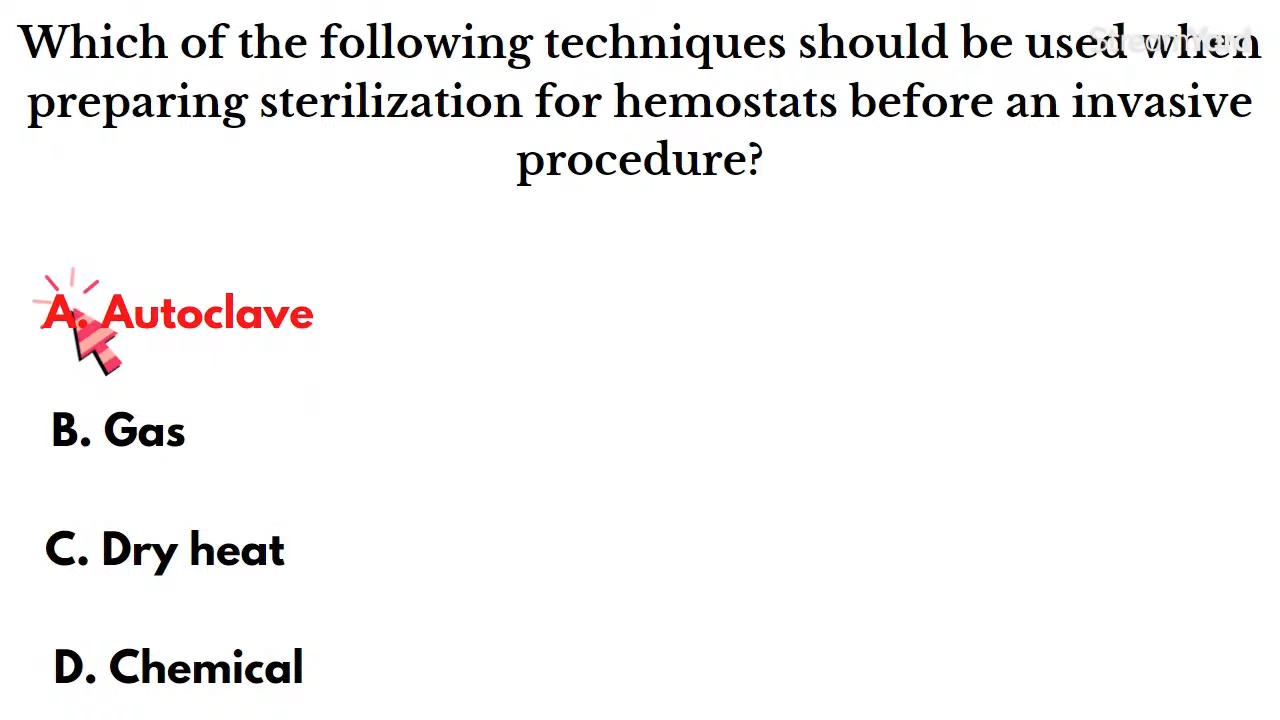 Which of the following techniques should be used when
preparing sterilization for hemostats before an invasive
procedure?
StreamYard
A. Autoclave
B. Gas
C. Dry heat
D. Chemical